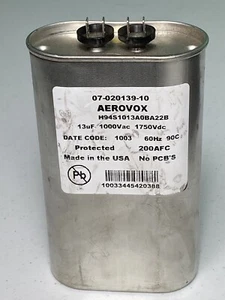 07-020139-10
AEROVOX
H94S1013A0BA22B
13uF 1000Vac 1750Vdc
DATE CODE: 1003 60Hz 90C
Protected 200AFC
Made in the USA No PCB'S
Pb
10033445420388